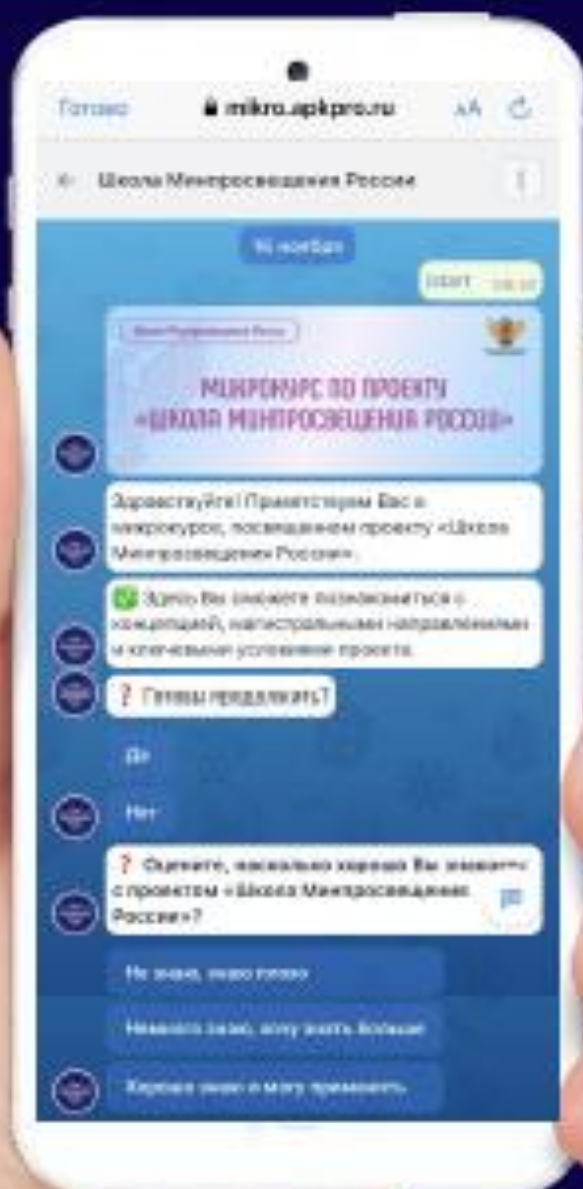 Готово mikro.apkpro.ru AA
Школа Минпросвещения России
16 ноября
/start
МИКРОКУРС ПО ПРОЕКТУ
«ШКОЛА МИНПРОСВЕЩЕНИЯ РОССИИ»
Здравствуйте! Приветствуем Вас в
микрокурсе, посвященном проекту «Школа
Минпросвещения России».
Здесь Вы сможете познакомиться с
концепцией, магистральными направлениями
и ключевыми условиями проекта.
? Готовы продолжить?
Да
Нет
? Оцените, насколько хорошо Вы знакомы
с проектом «Школа Минпросвещения
России»?
Не знаю, знаю плохо
Немного знаю, хочу знать больше
Хорошо знаю и могу применять